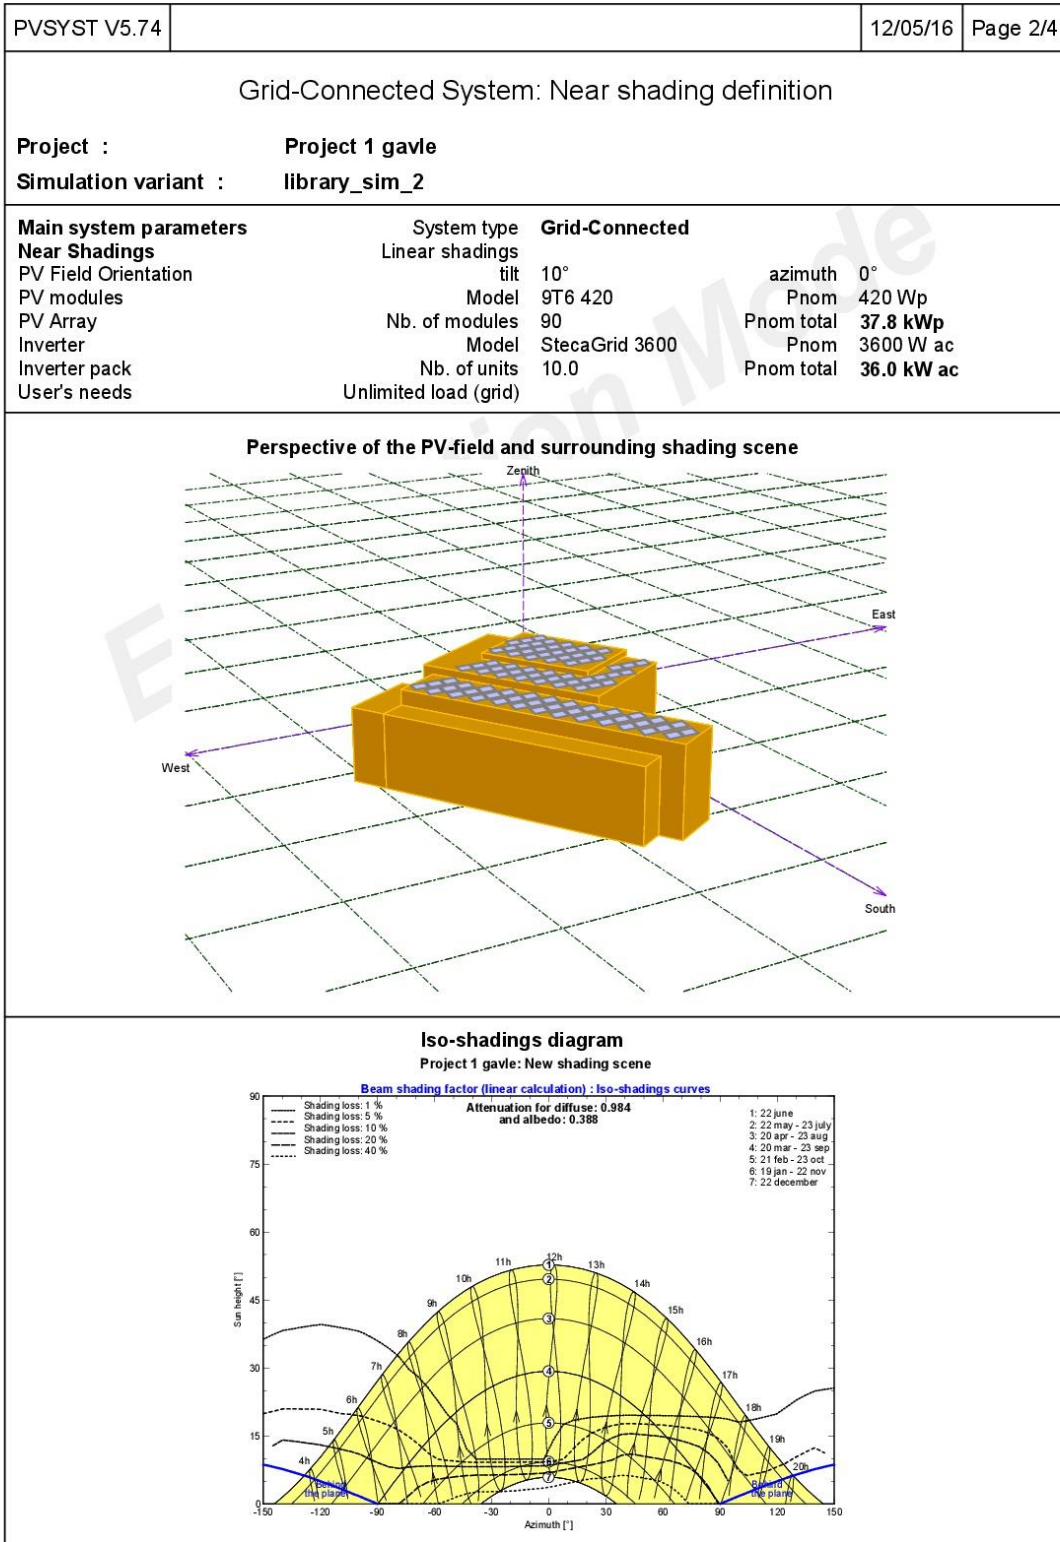 PVSYST V5.74 12/05/16 Page 2/4
Grid-Connected System: Near shading definition
Project : Project 1 gavle
Simulation variant : library_sim_2
Main system parameters System type Grid-Connected
Near Shadings Linear shadings
PV Field Orientation tilt 10° azimuth 0°
PV modules Model 9T6 420 Pnom 420 Wp
PV Array Nb. of modules 90 Pnom total 37.8 kWp
Inverter Model StecaGrid 3600 Pnom 3600 W ac
Inverter pack Nb. of units 10.0 Pnom total 36.0 kW ac
User's needs Unlimited load (grid)
Perspective of the PV-field and surrounding shading scene
Zenith
East
West
South
Iso-shadings diagram
Project 1 gavle: New shading scene
Beam shading factor (linear calculation) : Iso-shadings curves
Attenuation for diffuse: 0.984
and albedo: 0.388
Shading loss: 1 %
Shading loss: 5 %
Shading loss: 10 %
Shading loss: 20 %
Shading loss: 40 %
1: 22 june
2: 22 may - 23 july
3: 20 apr - 23 aug
4: 20 mar - 23 sep
5: 21 feb - 23 oct
6: 19 jan - 22 nov
7: 22 december
90
75
60
45
30
15
0
Sun height [°]
4h
5h
6h
7h
8h
9h
10h
11h
12h
13h
14h
15h
16h
17h
18h
19h
20h
1
2
3
4
5
6
7
Behind
the plane
Behind
the plane
-150 -120 -90 -60 -30 0 30 60 90 120 150
Azimuth [°]